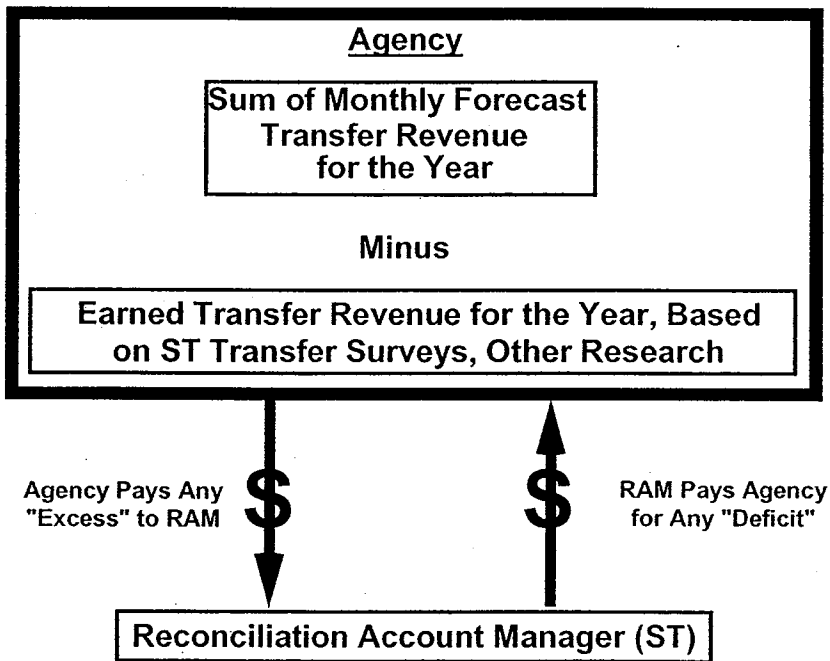 Agency
Sum of Monthly Forecast
Transfer Revenue
for the Year
Minus
Earned Transfer Revenue for the Year, Based
on ST Transfer Surveys, Other Research
Agency Pays Any
"Excess" to RAM
$
$
RAM Pays Agency
for Any "Deficit"
Reconciliation Account Manager (ST)